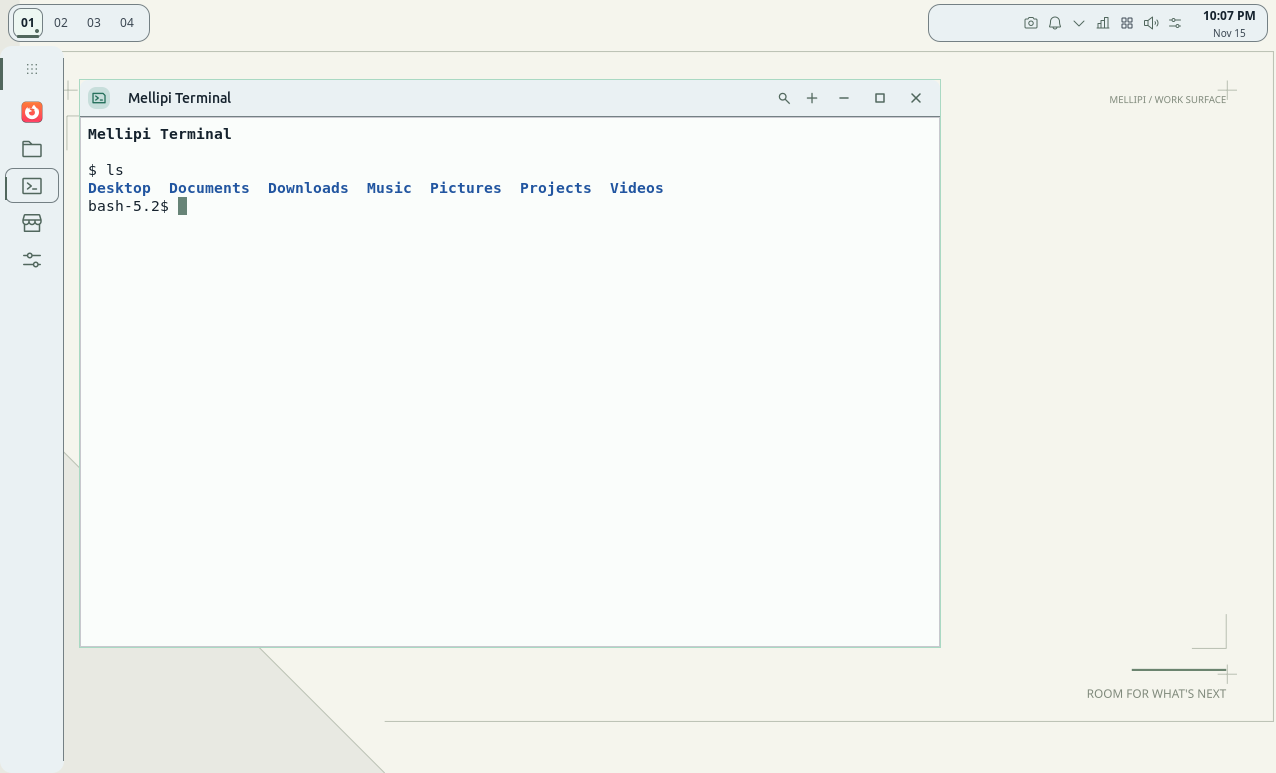 01 02 03 04
10:07 PM
Nov 15
Mellipi Terminal
MELLIPI / WORK SURFACE
Mellipi Terminal
$ ls
Desktop  Documents  Downloads  Music  Pictures  Projects  Videos
bash-5.2$
ROOM FOR WHAT'S NEXT